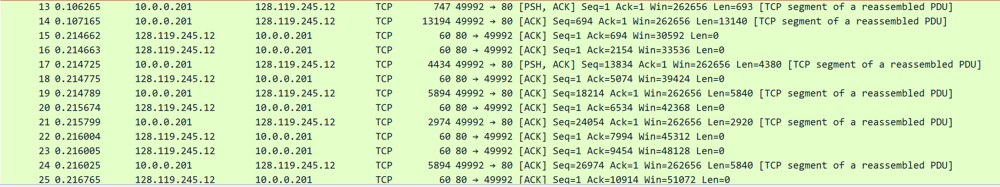 13 0.106265 10.0.0.201 128.119.245.12 TCP 747 49992 → 80 [PSH, ACK] Seq=1 Ack=1 Win=262656 Len=693 [TCP segment of a reassembled PDU]
14 0.107165 10.0.0.201 128.119.245.12 TCP 13194 49992 → 80 [ACK] Seq=694 Ack=1 Win=262656 Len=13140 [TCP segment of a reassembled PDU]
15 0.214662 128.119.245.12 10.0.0.201 TCP 60 80 → 49992 [ACK] Seq=1 Ack=694 Win=30592 Len=0
16 0.214663 128.119.245.12 10.0.0.201 TCP 60 80 → 49992 [ACK] Seq=1 Ack=2154 Win=33536 Len=0
17 0.214725 10.0.0.201 128.119.245.12 TCP 4434 49992 → 80 [PSH, ACK] Seq=13834 Ack=1 Win=262656 Len=4380 [TCP segment of a reassembled PDU]
18 0.214775 128.119.245.12 10.0.0.201 TCP 60 80 → 49992 [ACK] Seq=1 Ack=5074 Win=39424 Len=0
19 0.214789 10.0.0.201 128.119.245.12 TCP 5894 49992 → 80 [ACK] Seq=18214 Ack=1 Win=262656 Len=5840 [TCP segment of a reassembled PDU]
20 0.215674 128.119.245.12 10.0.0.201 TCP 60 80 → 49992 [ACK] Seq=1 Ack=6534 Win=42368 Len=0
21 0.215799 10.0.0.201 128.119.245.12 TCP 2974 49992 → 80 [ACK] Seq=24054 Ack=1 Win=262656 Len=2920 [TCP segment of a reassembled PDU]
22 0.216004 128.119.245.12 10.0.0.201 TCP 60 80 → 49992 [ACK] Seq=1 Ack=7994 Win=45312 Len=0
23 0.216005 128.119.245.12 10.0.0.201 TCP 60 80 → 49992 [ACK] Seq=1 Ack=9454 Win=48128 Len=0
24 0.216025 10.0.0.201 128.119.245.12 TCP 5894 49992 → 80 [ACK] Seq=26974 Ack=1 Win=262656 Len=5840 [TCP segment of a reassembled PDU]
25 0.216765 128.119.245.12 10.0.0.201 TCP 60 80 → 49992 [ACK] Seq=1 Ack=10914 Win=51072 Len=0